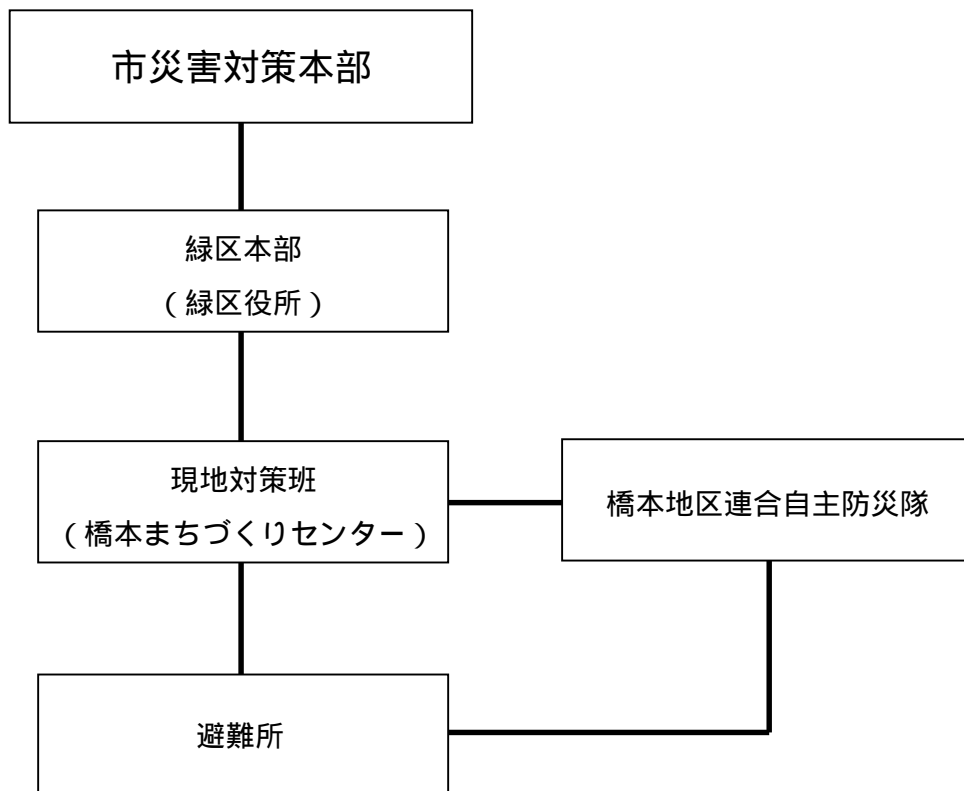 市災害対策本部
緑区本部
（緑区役所）
現地対策班
（橋本まちづくりセンター）
橋本地区連合自主防災隊
避難所